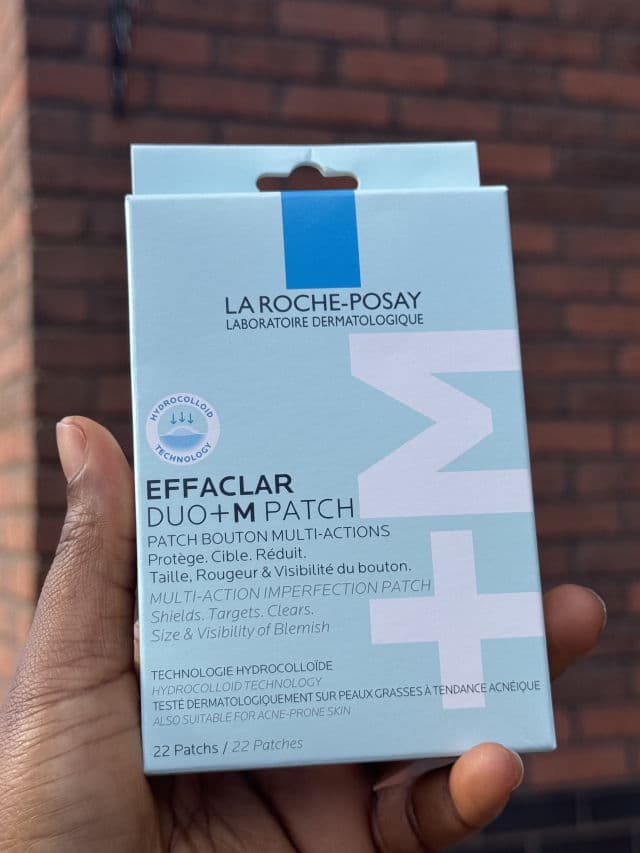 LA ROCHE-POSAY
LABORATOIRE DERMATOLOGIQUE
HYDROCOLLOID
TECHNOLOGY
+M
EFFACLAR
DUO+M PATCH
PATCH BOUTON MULTI-ACTIONS
Protège. Cible. Réduit.
Taille, Rougeur & Visibilité du bouton.
MULTI-ACTION IMPERFECTION PATCH
Shields. Targets. Clears.
Size & Visibility of Blemish
TECHNOLOGIE HYDROCOLLOÏDE
HYDROCOLLOID TECHNOLOGY
TESTÉ DERMATOLOGIQUEMENT SUR PEAUX GRASSES À TENDANCE ACNÉIQUE
ALSO SUITABLE FOR ACNE-PRONE SKIN
22 Patchs / 22 Patches